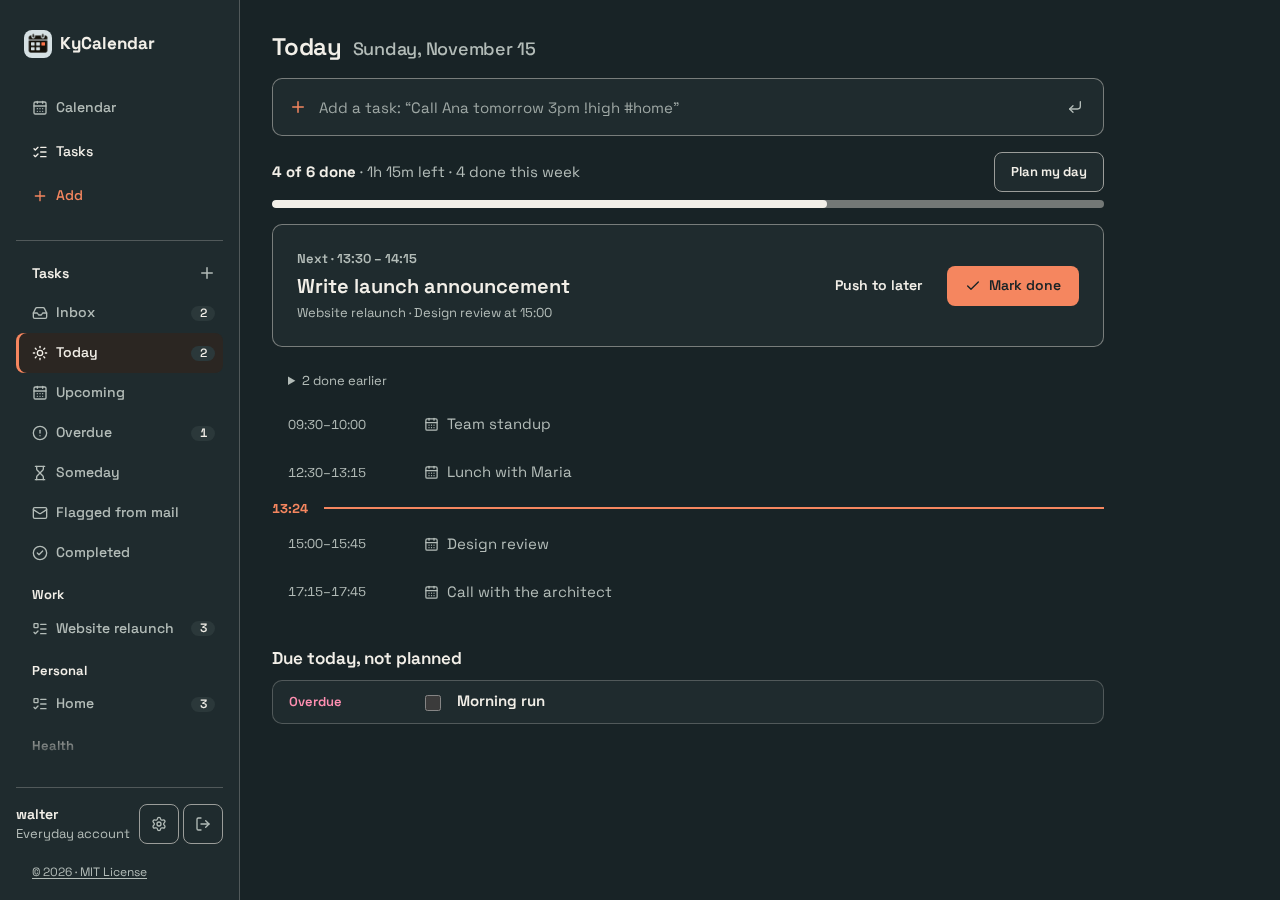 KyCalendar
Calendar
Tasks
Add
Tasks
Inbox 2
Today 2
Upcoming
Overdue 1
Someday
Flagged from mail
Completed
Work
Website relaunch 3
Personal
Home 3
Health
walter
Everyday account
© 2026 · MIT License
Today Sunday, November 15
Add a task: “Call Ana tomorrow 3pm !high #home”
4 of 6 done · 1h 15m left · 4 done this week
Plan my day
Next · 13:30 – 14:15
Write launch announcement
Website relaunch · Design review at 15:00
Push to later
Mark done
2 done earlier
09:30–10:00 Team standup
12:30–13:15 Lunch with Maria
13:24
15:00–15:45 Design review
17:15–17:45 Call with the architect
Due today, not planned
Overdue Morning run